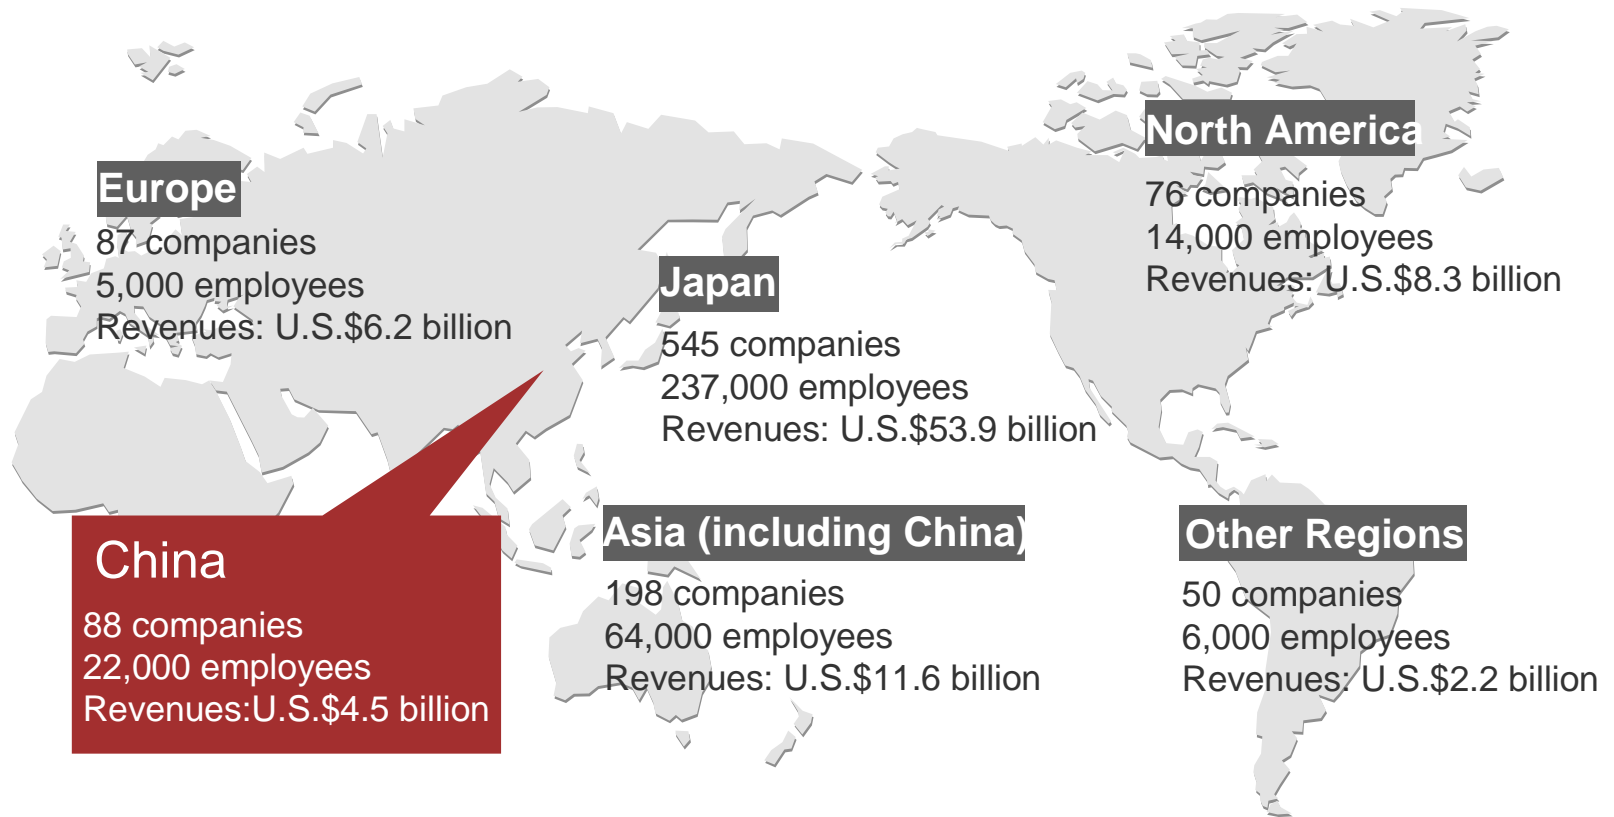 Europe
87 companies
5,000 employees
Revenues: U.S.$6.2 billion
North America
76 companies
14,000 employees
Revenues: U.S.$8.3 billion
Japan
545 companies
237,000 employees
Revenues: U.S.$53.9 billion
China
88 companies
22,000 employees
Revenues:U.S.$4.5 billion
Asia (including China)
198 companies
64,000 employees
Revenues: U.S.$11.6 billion
Other Regions
50 companies
6,000 employees
Revenues: U.S.$2.2 billion